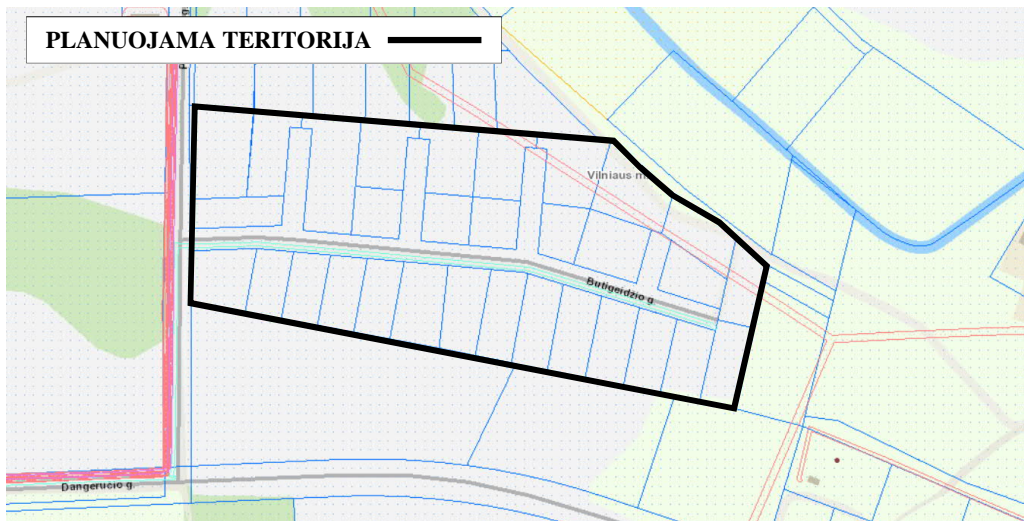 PLANUOJAMA TERITORIJA
Vilniaus m.
Butigeidžio g.
Dangeručio g.